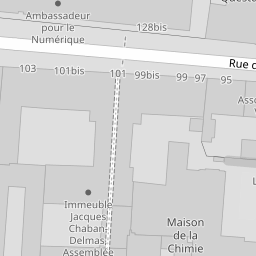 Ambassadeur
pour le
Numérique
128bis
Rue
103
101bis
101
99bis
99
97
95
Immeuble
Jacques
Chaban-
Delmas
Assemblée
Maison
de la
Chimie